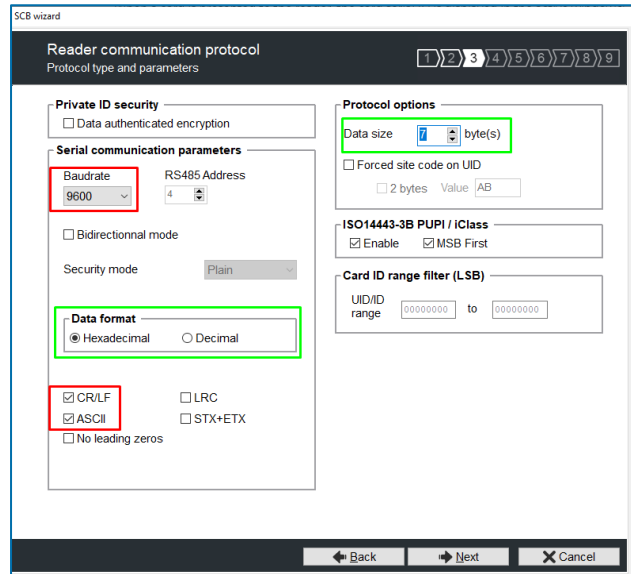 SCB wizard
Reader communication protocol
Protocol type and parameters
1 2 3 4 5 6 7 8 9
Private ID security
Data authenticated encryption
Serial communication parameters
Baudrate RS485 Address
9600 4
Bidirectionnal mode
Security mode Plain
Data format
Hexadecimal Decimal
CR/LF LRC
ASCII STX+ETX
No leading zeros
Protocol options
Data size 7 byte(s)
Forced site code on UID
2 bytes Value AB
ISO14443-3B PUPI / iClass
Enable MSB First
Card ID range filter (LSB)
UID/ID
range 00000000 to 00000000
Back Next Cancel